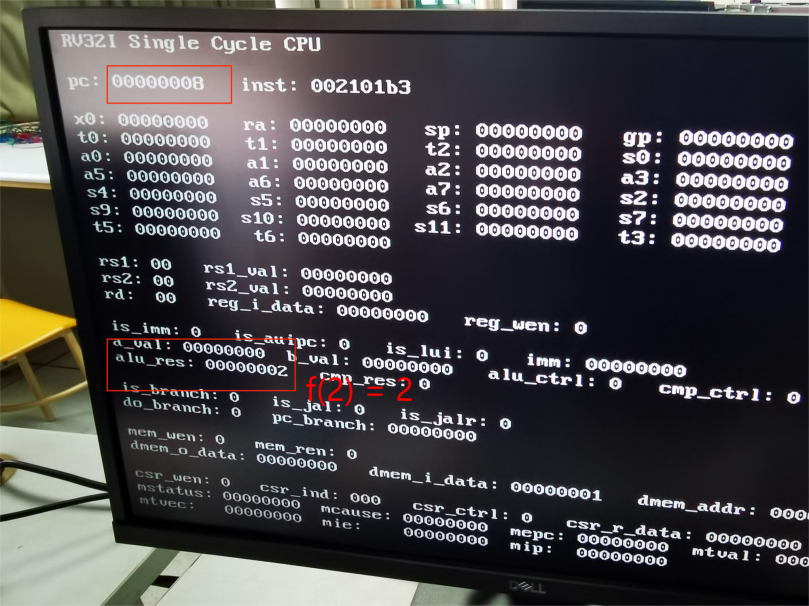 RV32I Single Cycle CPU
pc: 00000008 inst: 002101b3
x0: 00000000 ra: 00000000 sp: 00000000 gp: 00000000
t0: 00000000 t1: 00000000 t2: 00000000 s0: 00000000
a0: 00000000 a1: 00000000 a2: 00000000 a3: 00000000
a5: 00000000 a6: 00000000 a7: 00000000 s2: 00000000
s4: 00000000 s5: 00000000 s6: 00000000 s7: 00000000
s9: 00000000 s10: 00000000 s11: 00000000 t3: 00000000
t5: 00000000 t6: 00000000
rs1: 00 rs1_val: 00000000
rs2: 00 rs2_val: 00000000
rd: 00 reg_i_data: 00000000 reg_wen: 0
is_imm: 0 is_auipc: 0 is_lui: 0 imm: 00000000
a_val: 00000000 b_val: 00000000 alu_ctrl: 0 cmp_ctrl: 0
alu_res: 00000002 cmp_res: 0
f(2) = 2
is_branch: 0 is_jal: 0 is_jalr: 0
do_branch: 0 pc_branch: 00000000
mem_wen: 0 mem_ren: 0
dmem_o_data: 00000000 dmem_i_data: 00000001 dmem_addr: 000
csr_wen: 0 csr_ind: 000 csr_ctrl: 0 csr_r_data: 00000000
mstatus: 00000000 mcause: 00000000 mepc: 00000000 mtval: 000
mtvec: 00000000 mie: 00000000 mip: 00000000
DELL